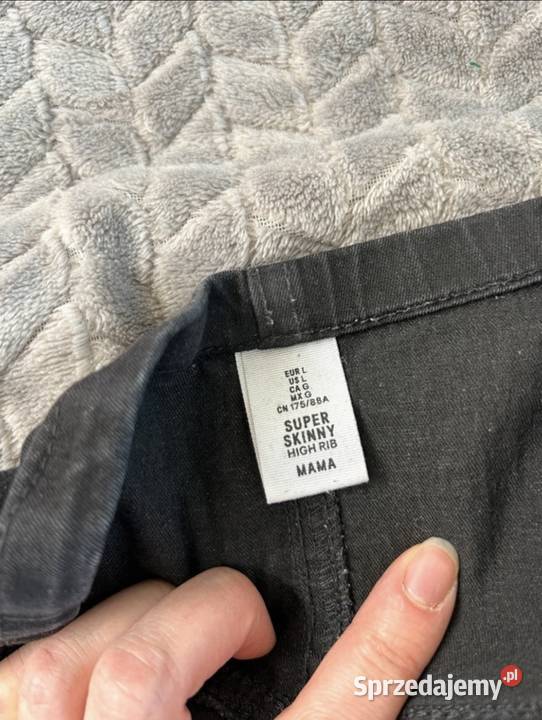 EUR L
US L
CA G
MX G
CN 175/88A
SUPER
SKINNY
HIGH RIB
MAMA
Sprzedajemy.pl